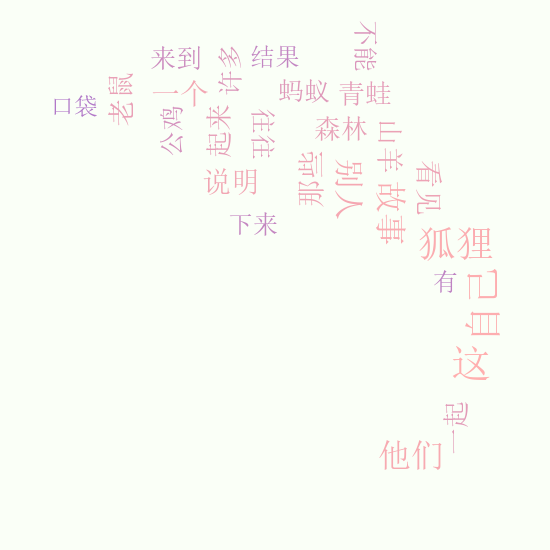 不能
来到
许多
结果
老鼠
一个
蚂蚁
青蛙
口袋
公鸡
起来
往往
森林
山羊
说明
那些
别人
故事
看见
下来
狐狸
有
自己
这
一起
他们